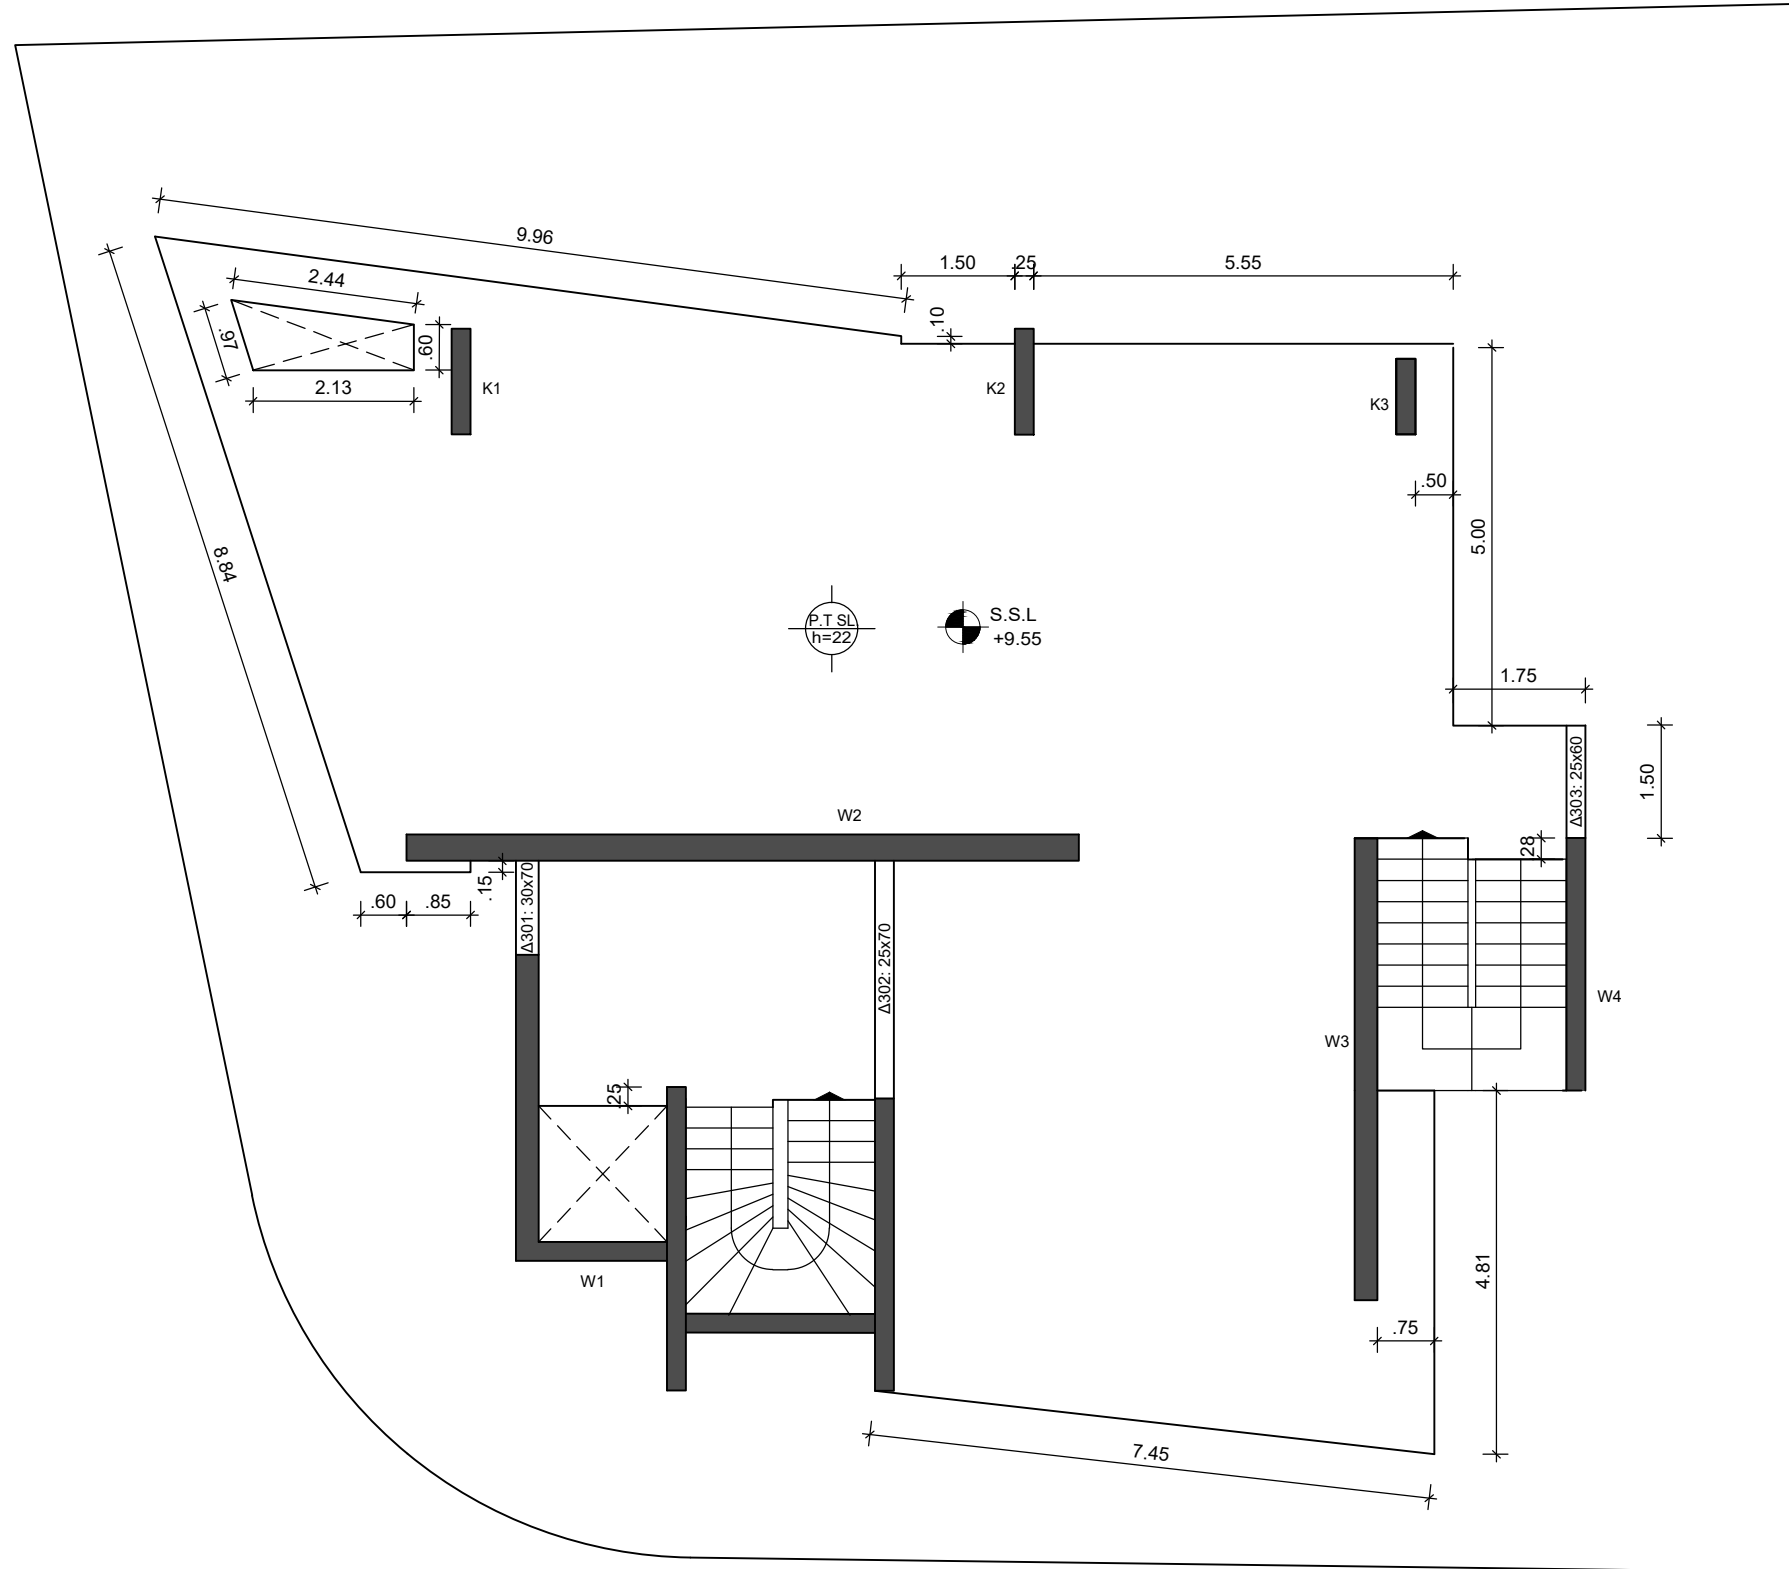 9.96
2.44
1.50
25
5.55
.10
.97
.60
2.13
K1
K2
K3
.50
5.00
8.84
P.T SL
h=22
S.S.L
+9.55
1.75
Δ303: 25x60
1.50
W2
28
.15
.60
.85
Δ301: 30x70
Δ302: 25x70
W4
W3
25
W1
4.81
.75
7.45